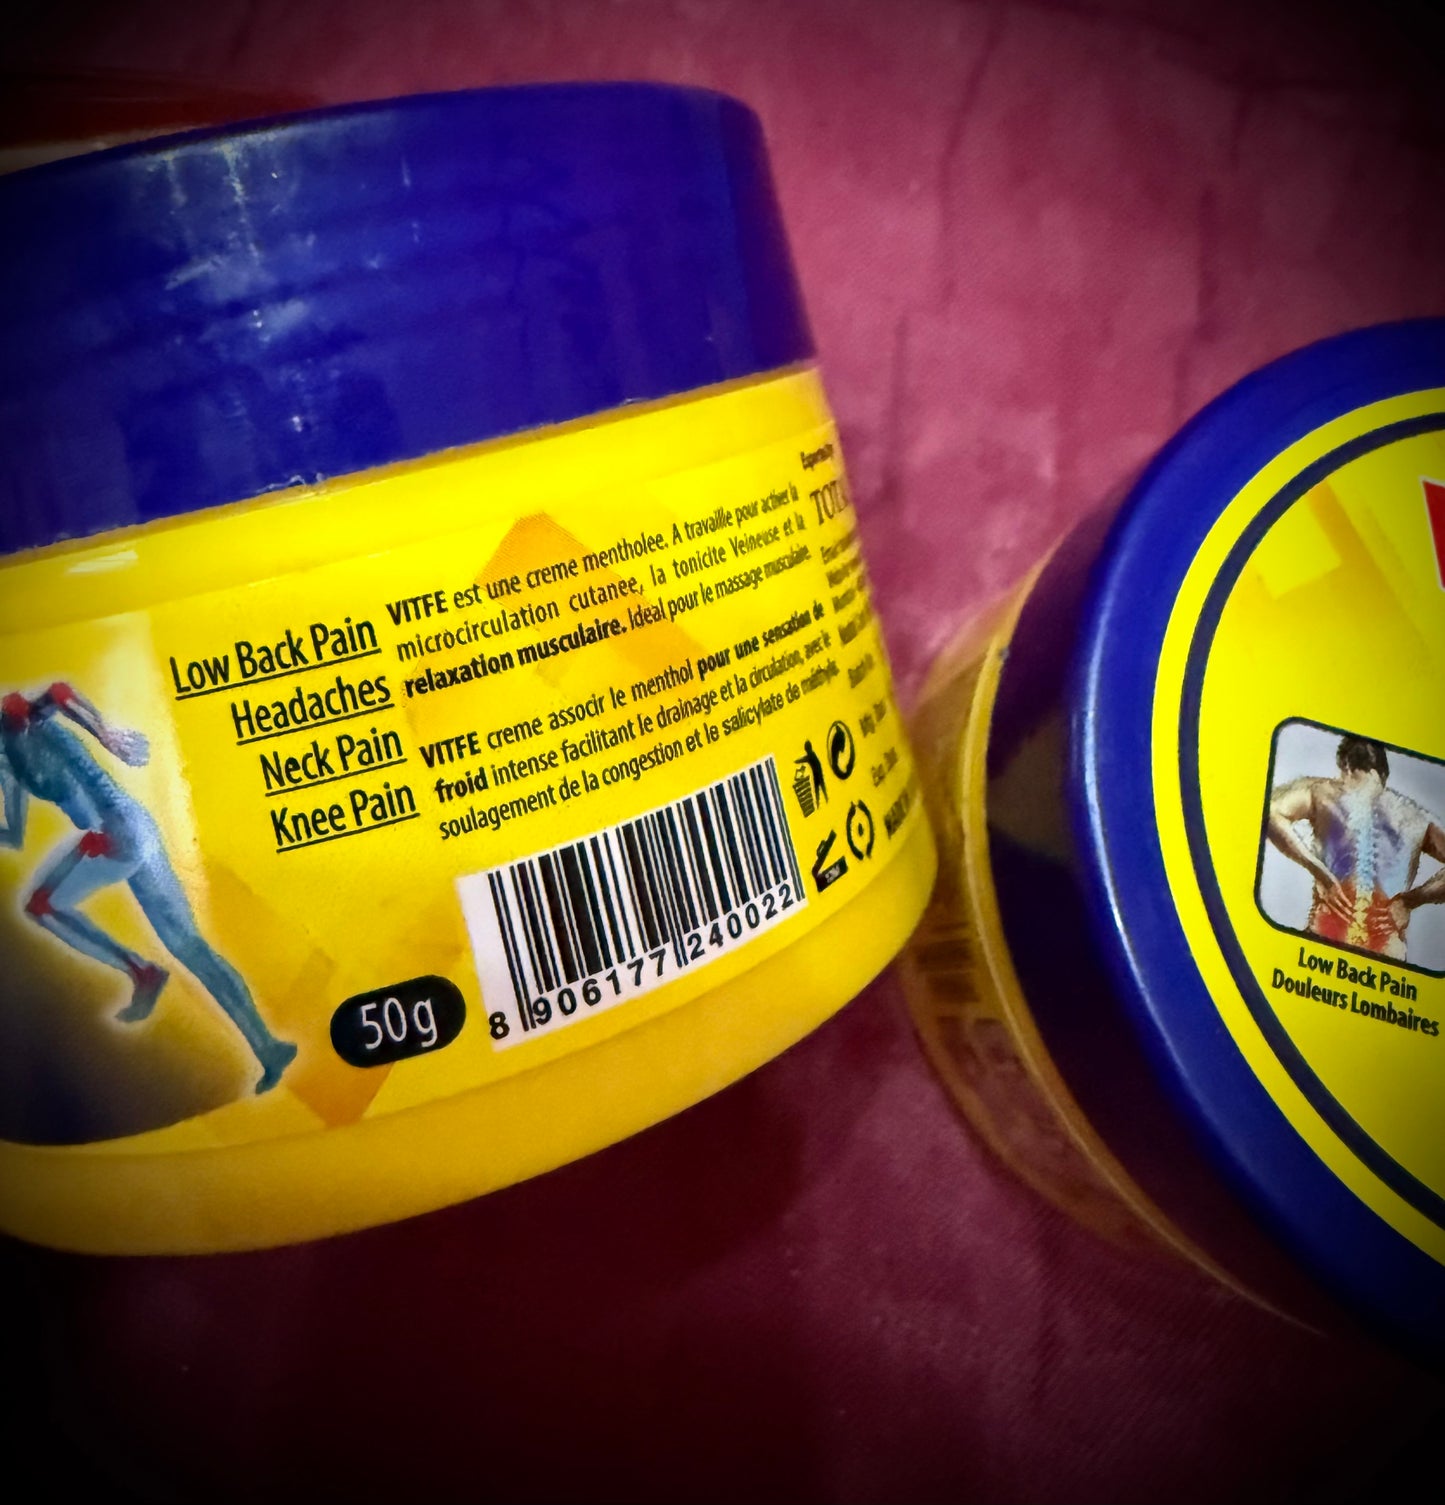 Low Back Pain
Headaches
Neck Pain
Knee Pain
VITFE est une creme mentholee. A travaille pour activer la
microcirculation cutanee, la tonicite Veineuse et la
relaxation musculaire. Ideal pour le massage musculaire.
VITFE creme associr le menthol pour une sensation de
froid intense facilitant le drainage et la circulation, avec le
soulagement de la congestion et le salicylate de methyle.
50g
8 906177 240022
Low Back Pain
Douleurs Lombaires